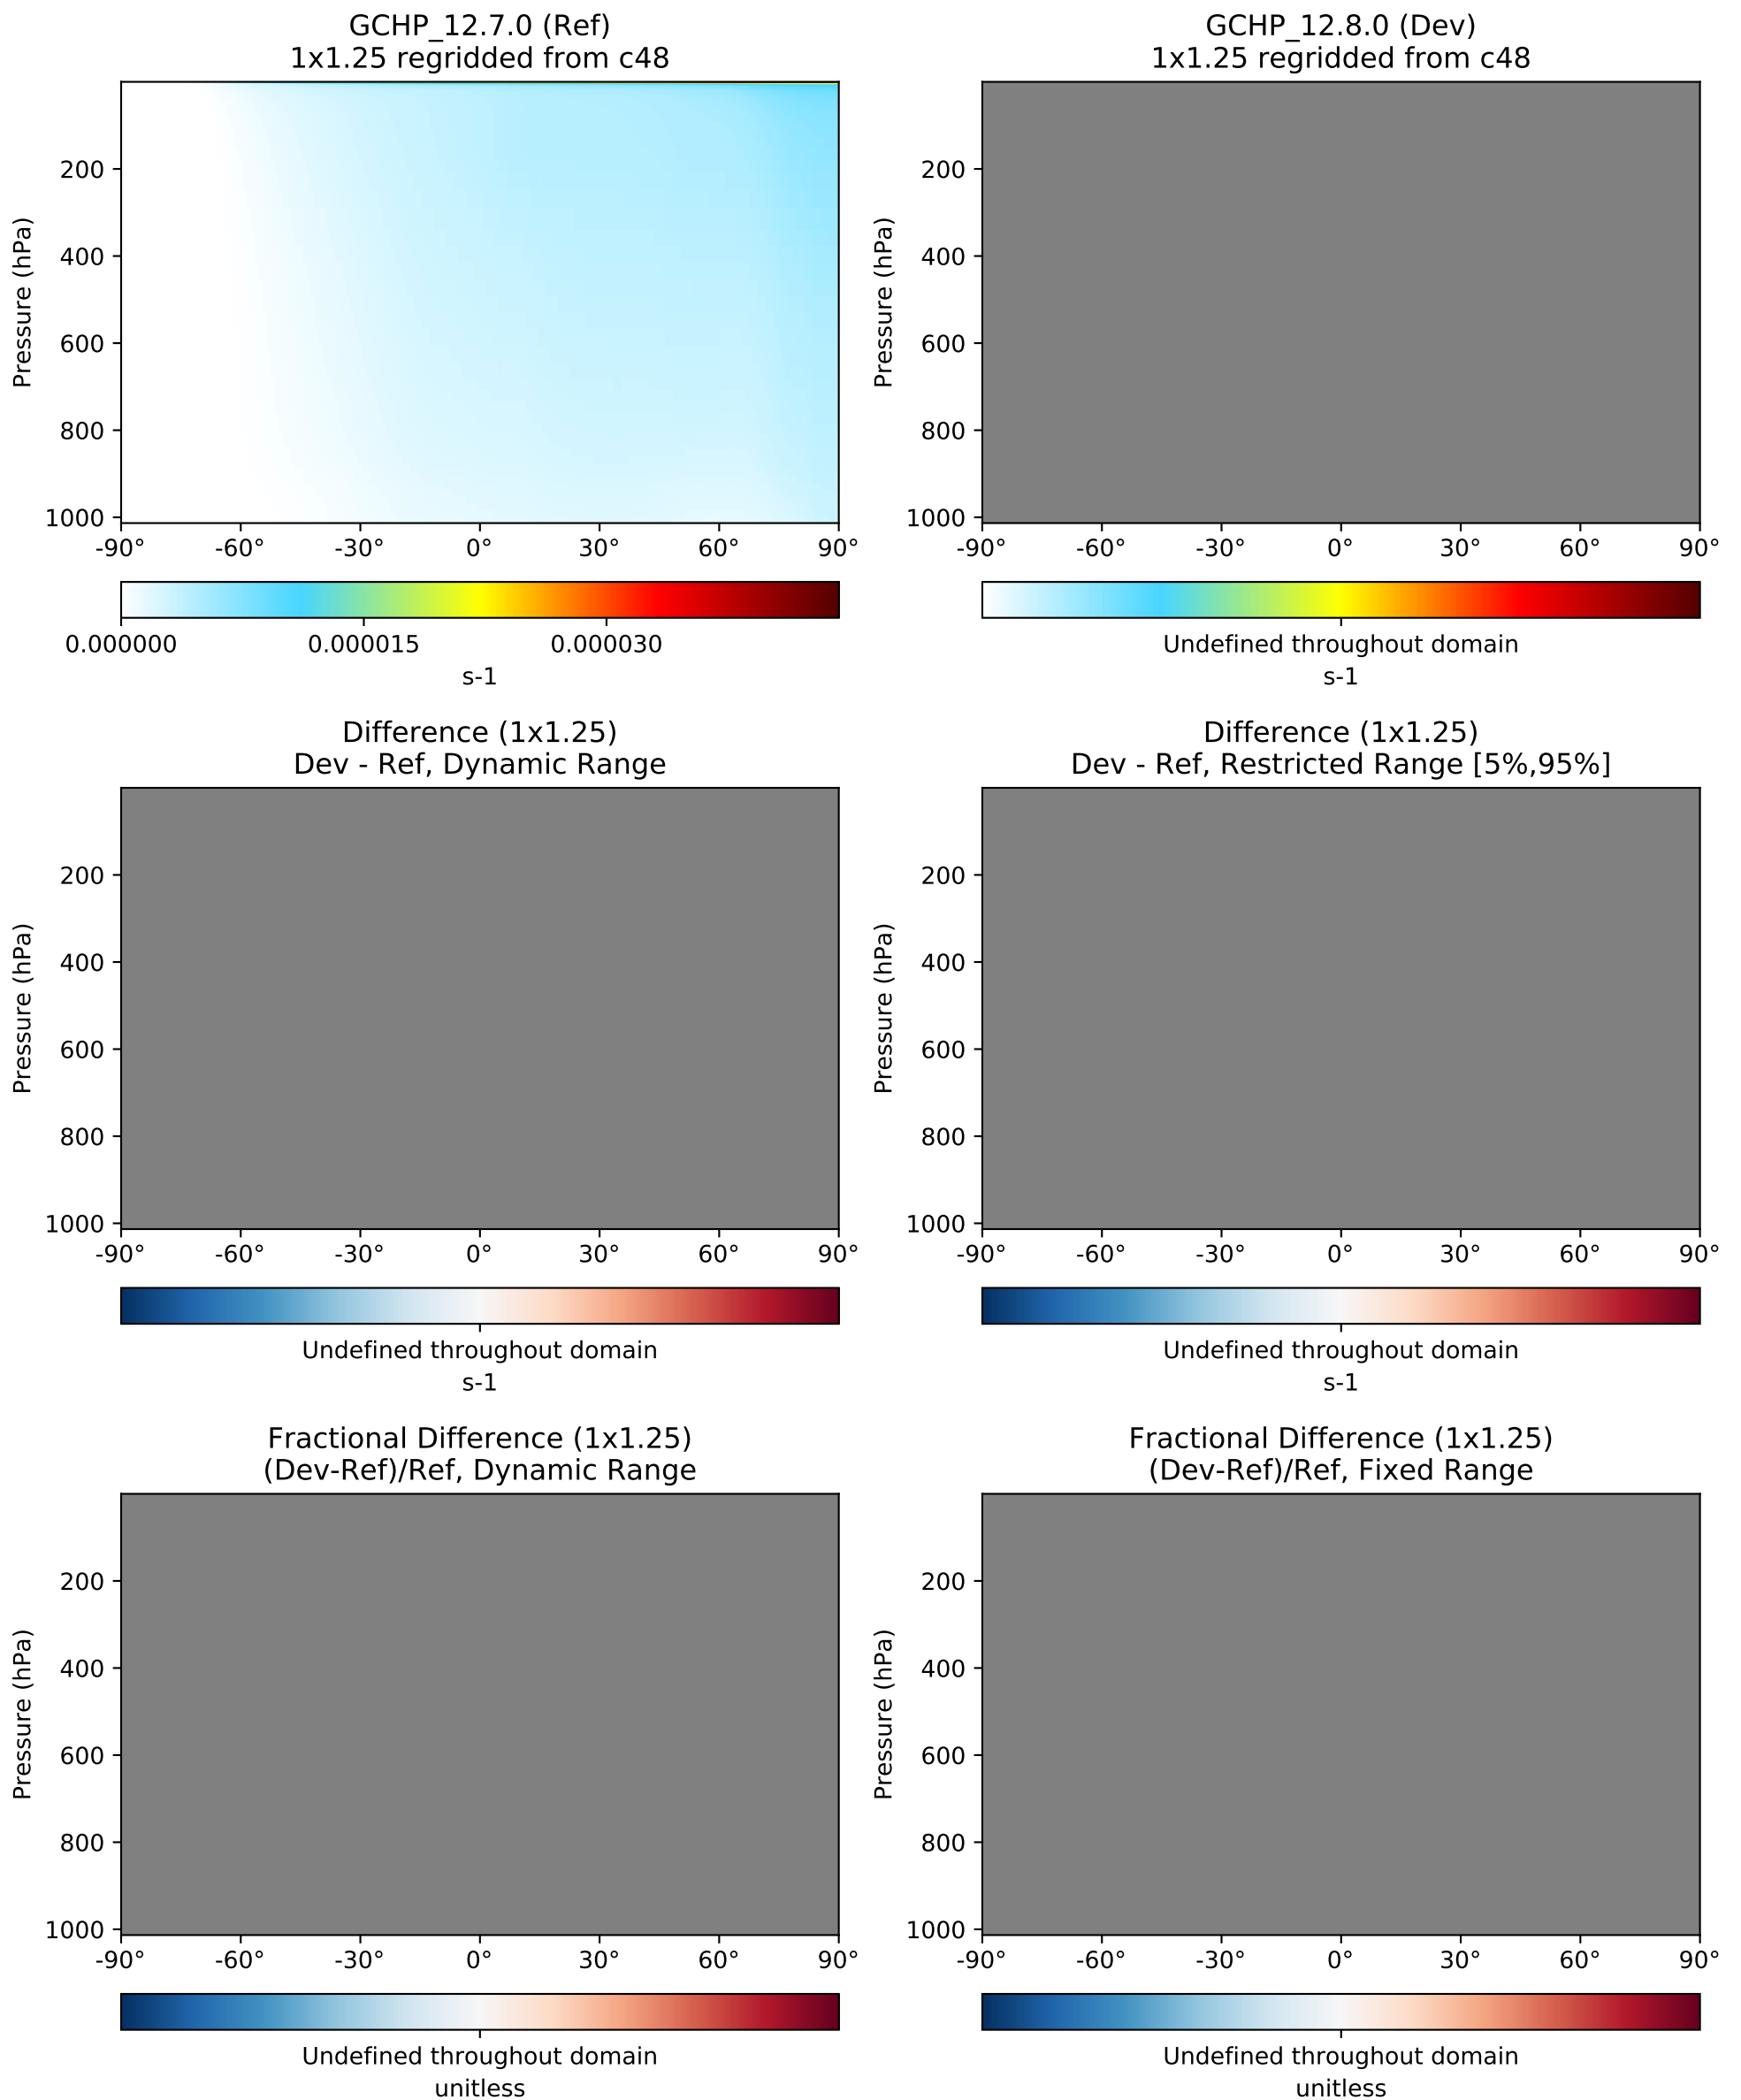 GCHP_12.7.0 (Ref)
1x1.25 regridded from c48
Pressure (hPa)
200
400
600
800
1000
-90° -60° -30° 0° 30° 60° 90°
0.000000 0.000015 0.000030
s-1
GCHP_12.8.0 (Dev)
1x1.25 regridded from c48
Pressure (hPa)
200
400
600
800
1000
-90° -60° -30° 0° 30° 60° 90°
Undefined throughout domain
s-1
Difference (1x1.25)
Dev - Ref, Dynamic Range
Pressure (hPa)
200
400
600
800
1000
-90° -60° -30° 0° 30° 60° 90°
Undefined throughout domain
s-1
Difference (1x1.25)
Dev - Ref, Restricted Range [5%,95%]
Pressure (hPa)
200
400
600
800
1000
-90° -60° -30° 0° 30° 60° 90°
Undefined throughout domain
s-1
Fractional Difference (1x1.25)
(Dev-Ref)/Ref, Dynamic Range
Pressure (hPa)
200
400
600
800
1000
-90° -60° -30° 0° 30° 60° 90°
Undefined throughout domain
unitless
Fractional Difference (1x1.25)
(Dev-Ref)/Ref, Fixed Range
Pressure (hPa)
200
400
600
800
1000
-90° -60° -30° 0° 30° 60° 90°
Undefined throughout domain
unitless